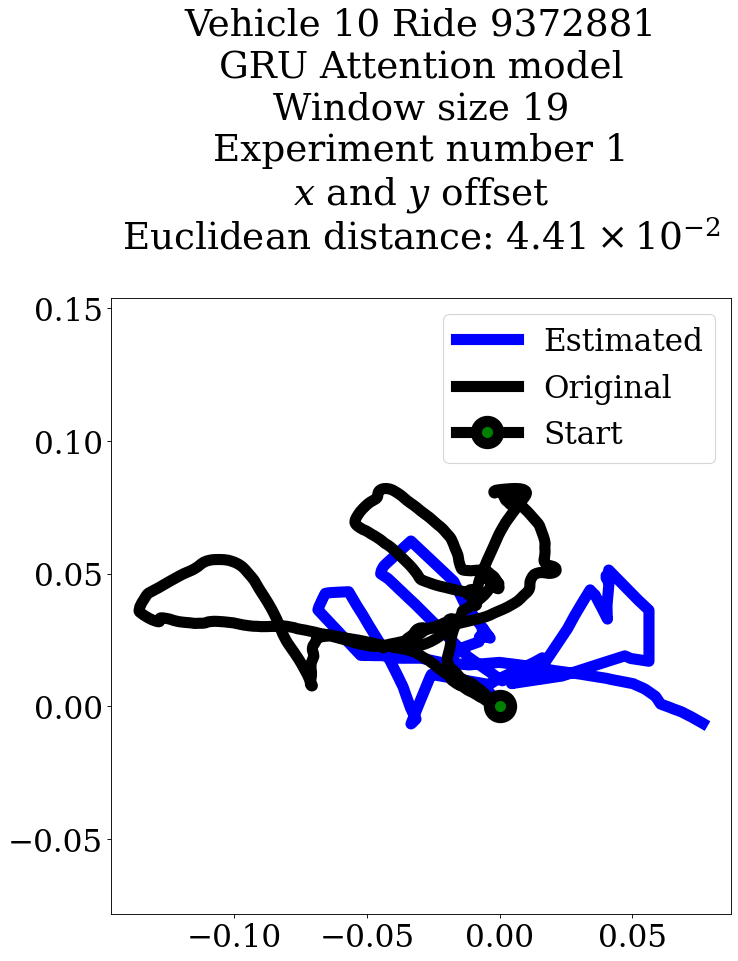 Vehicle 10 Ride 9372881
GRU Attention model
Window size 19
Experiment number 1
x and y offset
Euclidean distance: 4.41 × 10⁻²
Estimated
Original
Start
0.15
0.10
0.05
0.00
−0.05
−0.10 −0.05 0.00 0.05